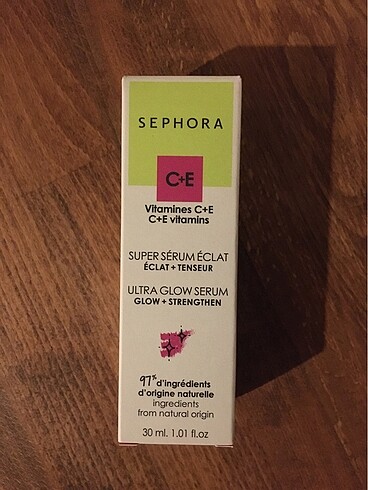 SEPHORA
C+E
Vitamines C+E
C+E vitamins
SUPER SÉRUM ÉCLAT
ÉCLAT + TENSEUR
ULTRA GLOW SERUM
GLOW + STRENGTHEN
97% d'ingrédients
d'origine naturelle
ingredients
from natural origin
30 ml. 1.01 fl.oz